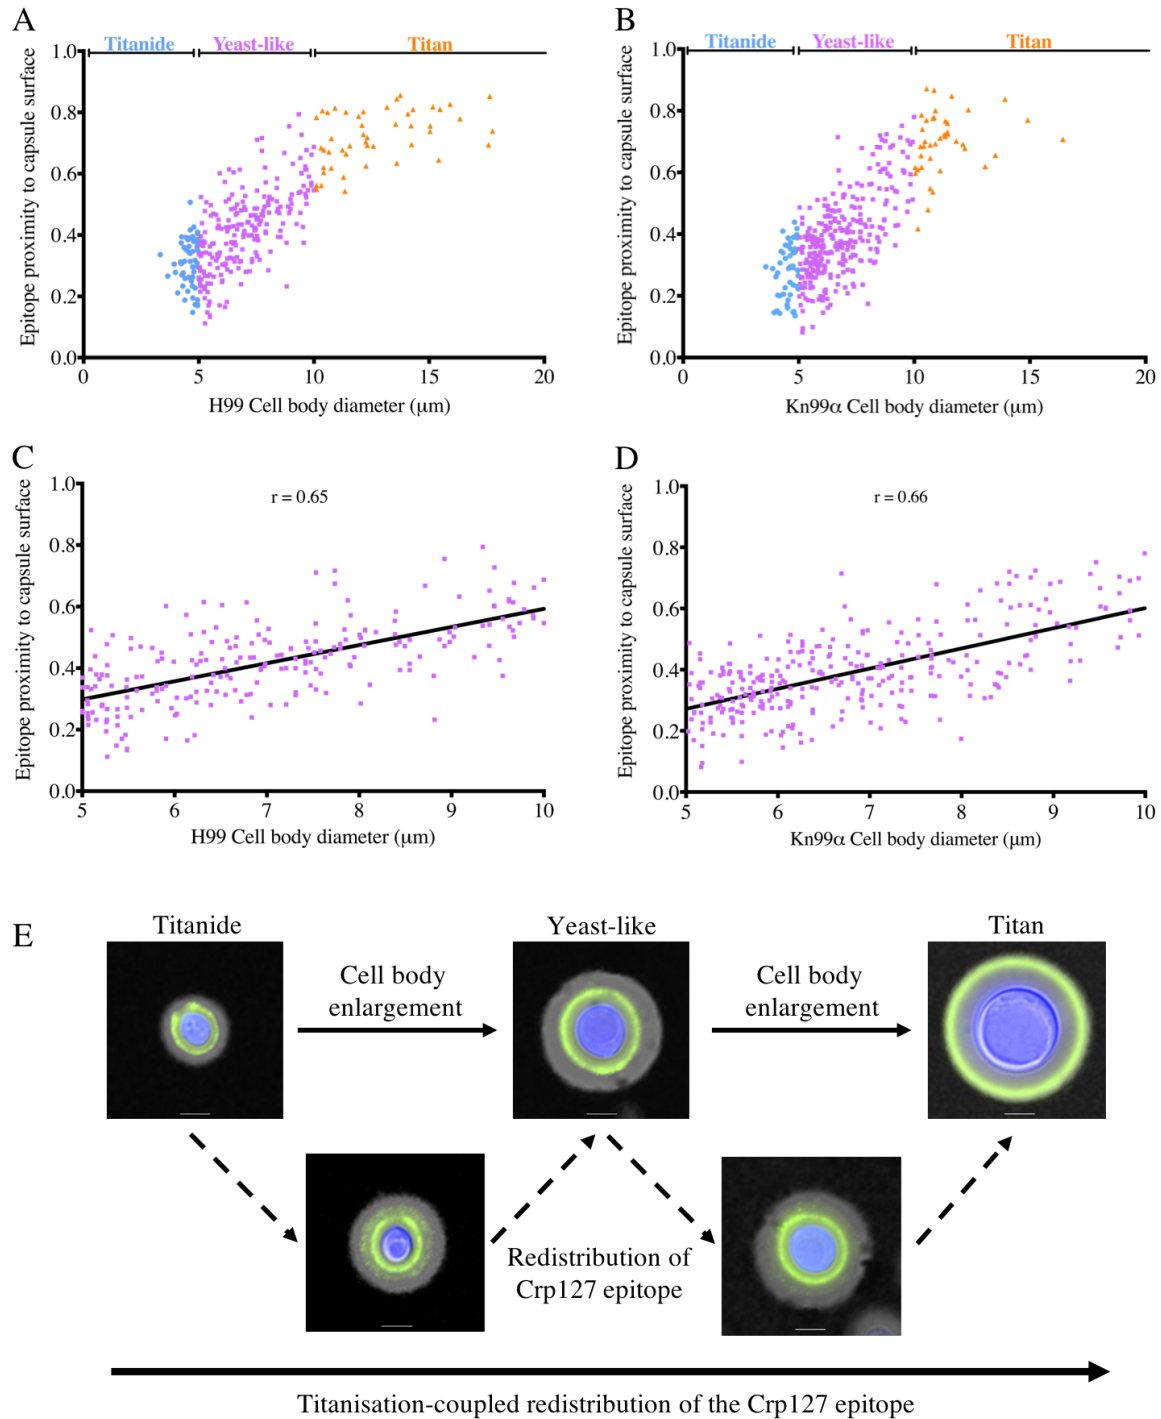 A
Titanide Yeast-like Titan
Epitope proximity to capsule surface
1.0
0.8
0.6
0.4
0.2
0.0
0 5 10 15 20
H99 Cell body diameter (μm)
B
Titanide Yeast-like Titan
Epitope proximity to capsule surface
1.0
0.8
0.6
0.4
0.2
0.0
0 5 10 15 20
Kn99α Cell body diameter (μm)
C
r = 0.65
Epitope proximity to capsule surface
1.0
0.8
0.6
0.4
0.2
0.0
5 6 7 8 9 10
H99 Cell body diameter (μm)
D
r = 0.66
Epitope proximity to capsule surface
1.0
0.8
0.6
0.4
0.2
0.0
5 6 7 8 9 10
Kn99α Cell body diameter (μm)
E
Titanide
Yeast-like
Titan
Cell body
enlargement
Cell body
enlargement
Redistribution of
Crp127 epitope
Titanisation-coupled redistribution of the Crp127 epitope